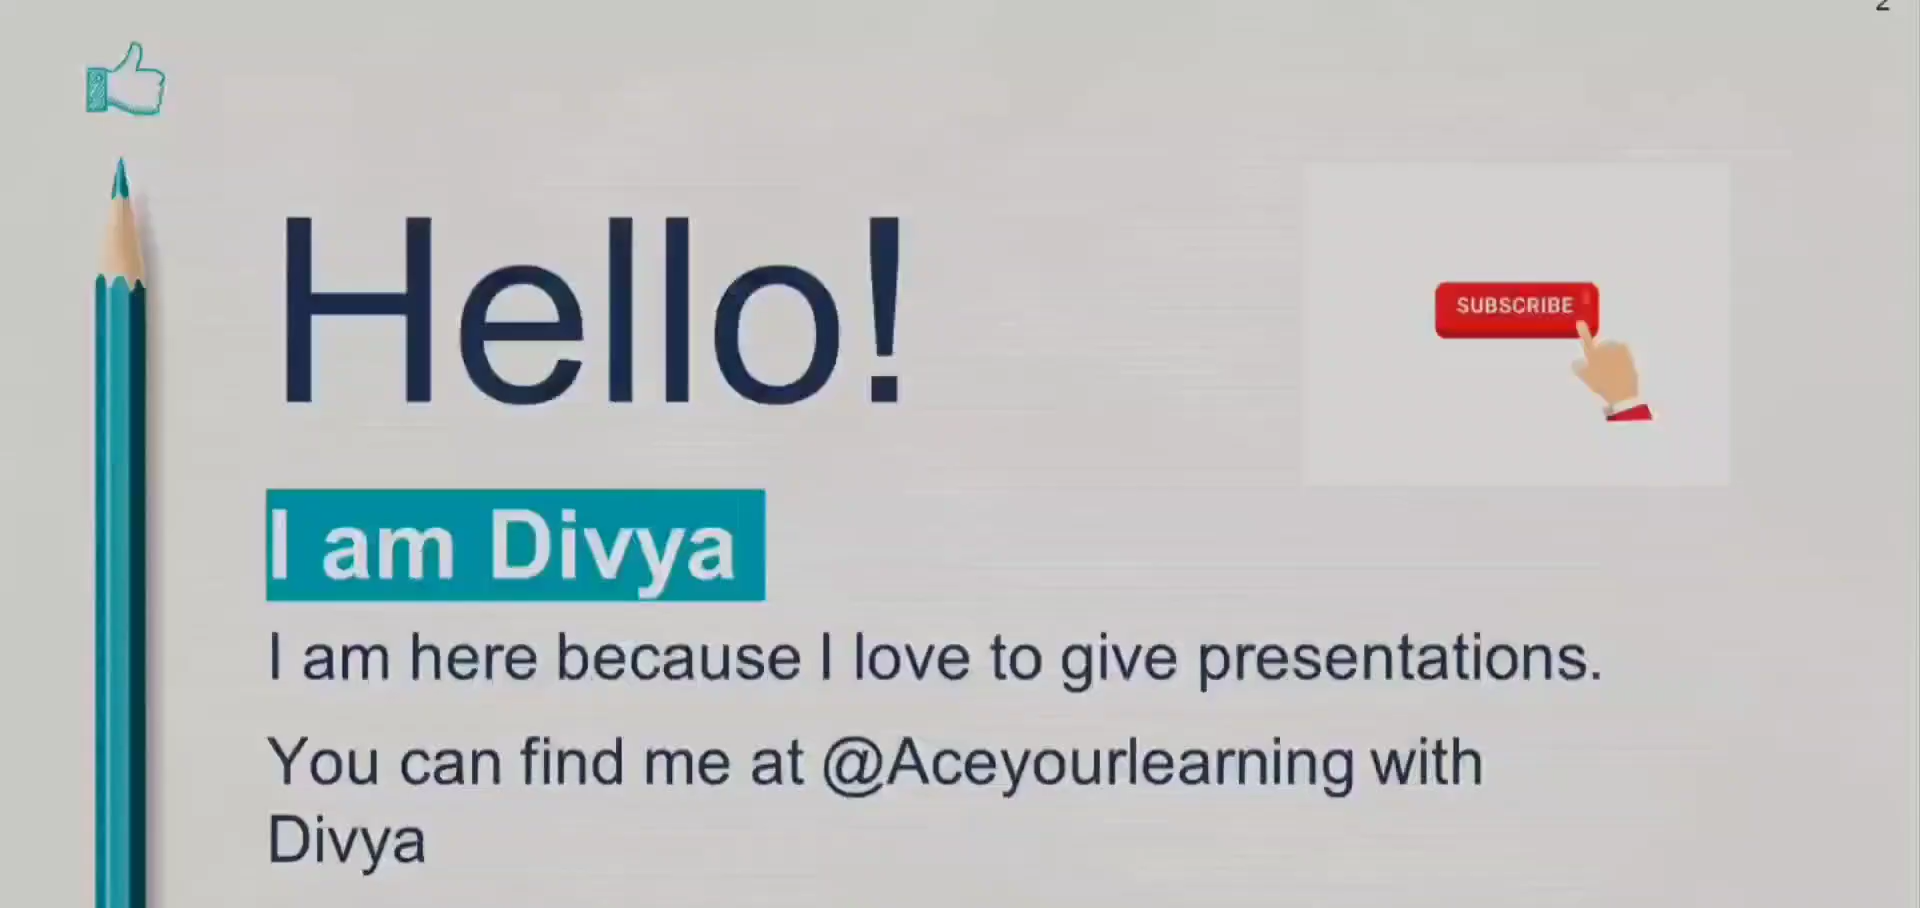 2
Hello!
SUBSCRIBE
I am Divya
I am here because I love to give presentations.
You can find me at @Aceyourlearning with
Divya